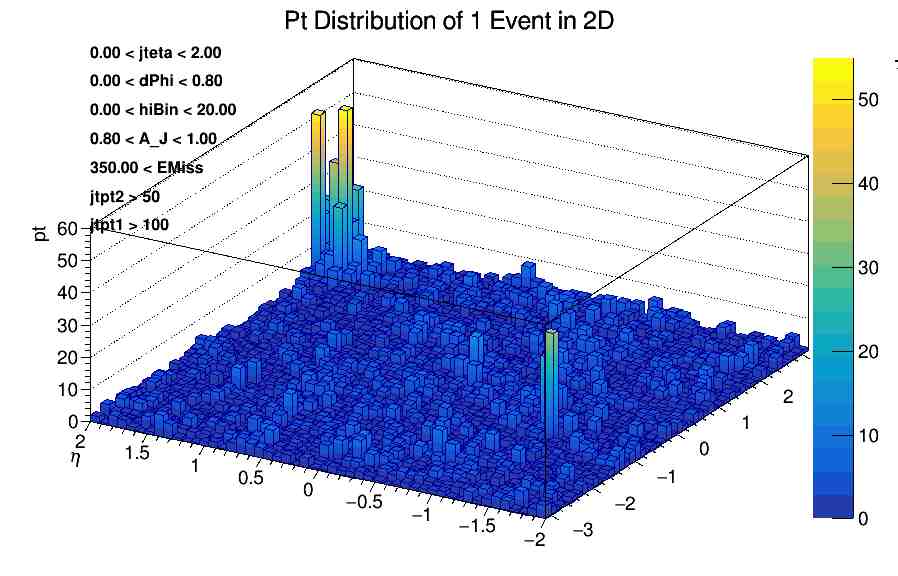 Pt Distribution of 1 Event in 2D
0.00 < jteta < 2.00
0.00 < dPhi < 0.80
0.00 < hiBin < 20.00
0.80 < A_J < 1.00
350.00 < EMiss
jtpt2 > 50
jtpt1 > 100
pt
60
50
40
30
20
10
0
2
1.5
1
0.5
0
−0.5
−1
−1.5
−2
η
−3
−2
−1
0
1
2
50
40
30
20
10
0